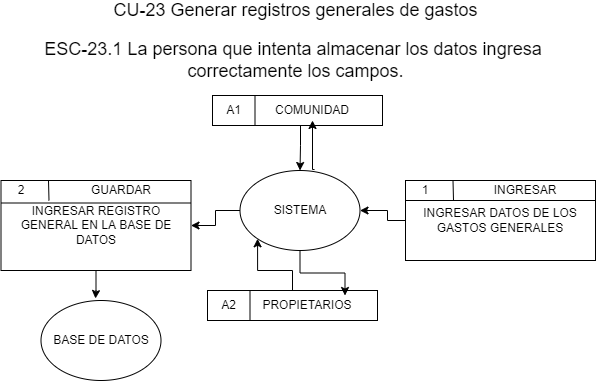 CU-23 Generar registros generales de gastos
ESC-23.1 La persona que intenta almacenar los datos ingresa
correctamente los campos.
A1 COMUNIDAD
2 GUARDAR
INGRESAR REGISTRO
GENERAL EN LA BASE DE
DATOS
SISTEMA
1 INGRESAR
INGRESAR DATOS DE LOS
GASTOS GENERALES
A2 PROPIETARIOS
BASE DE DATOS